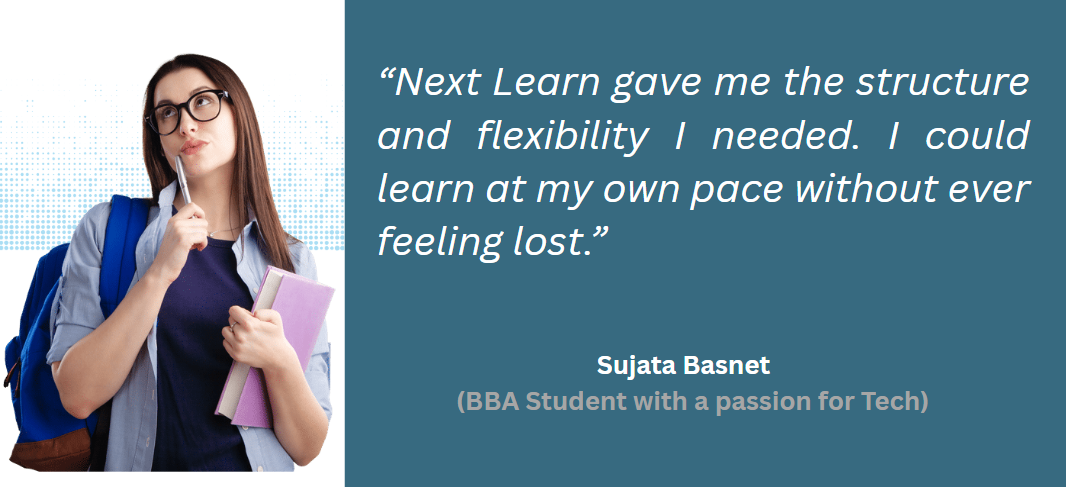 “Next Learn gave me the structure
and flexibility I needed. I could
learn at my own pace without ever
feeling lost.”
Sujata Basnet
(BBA Student with a passion for Tech)